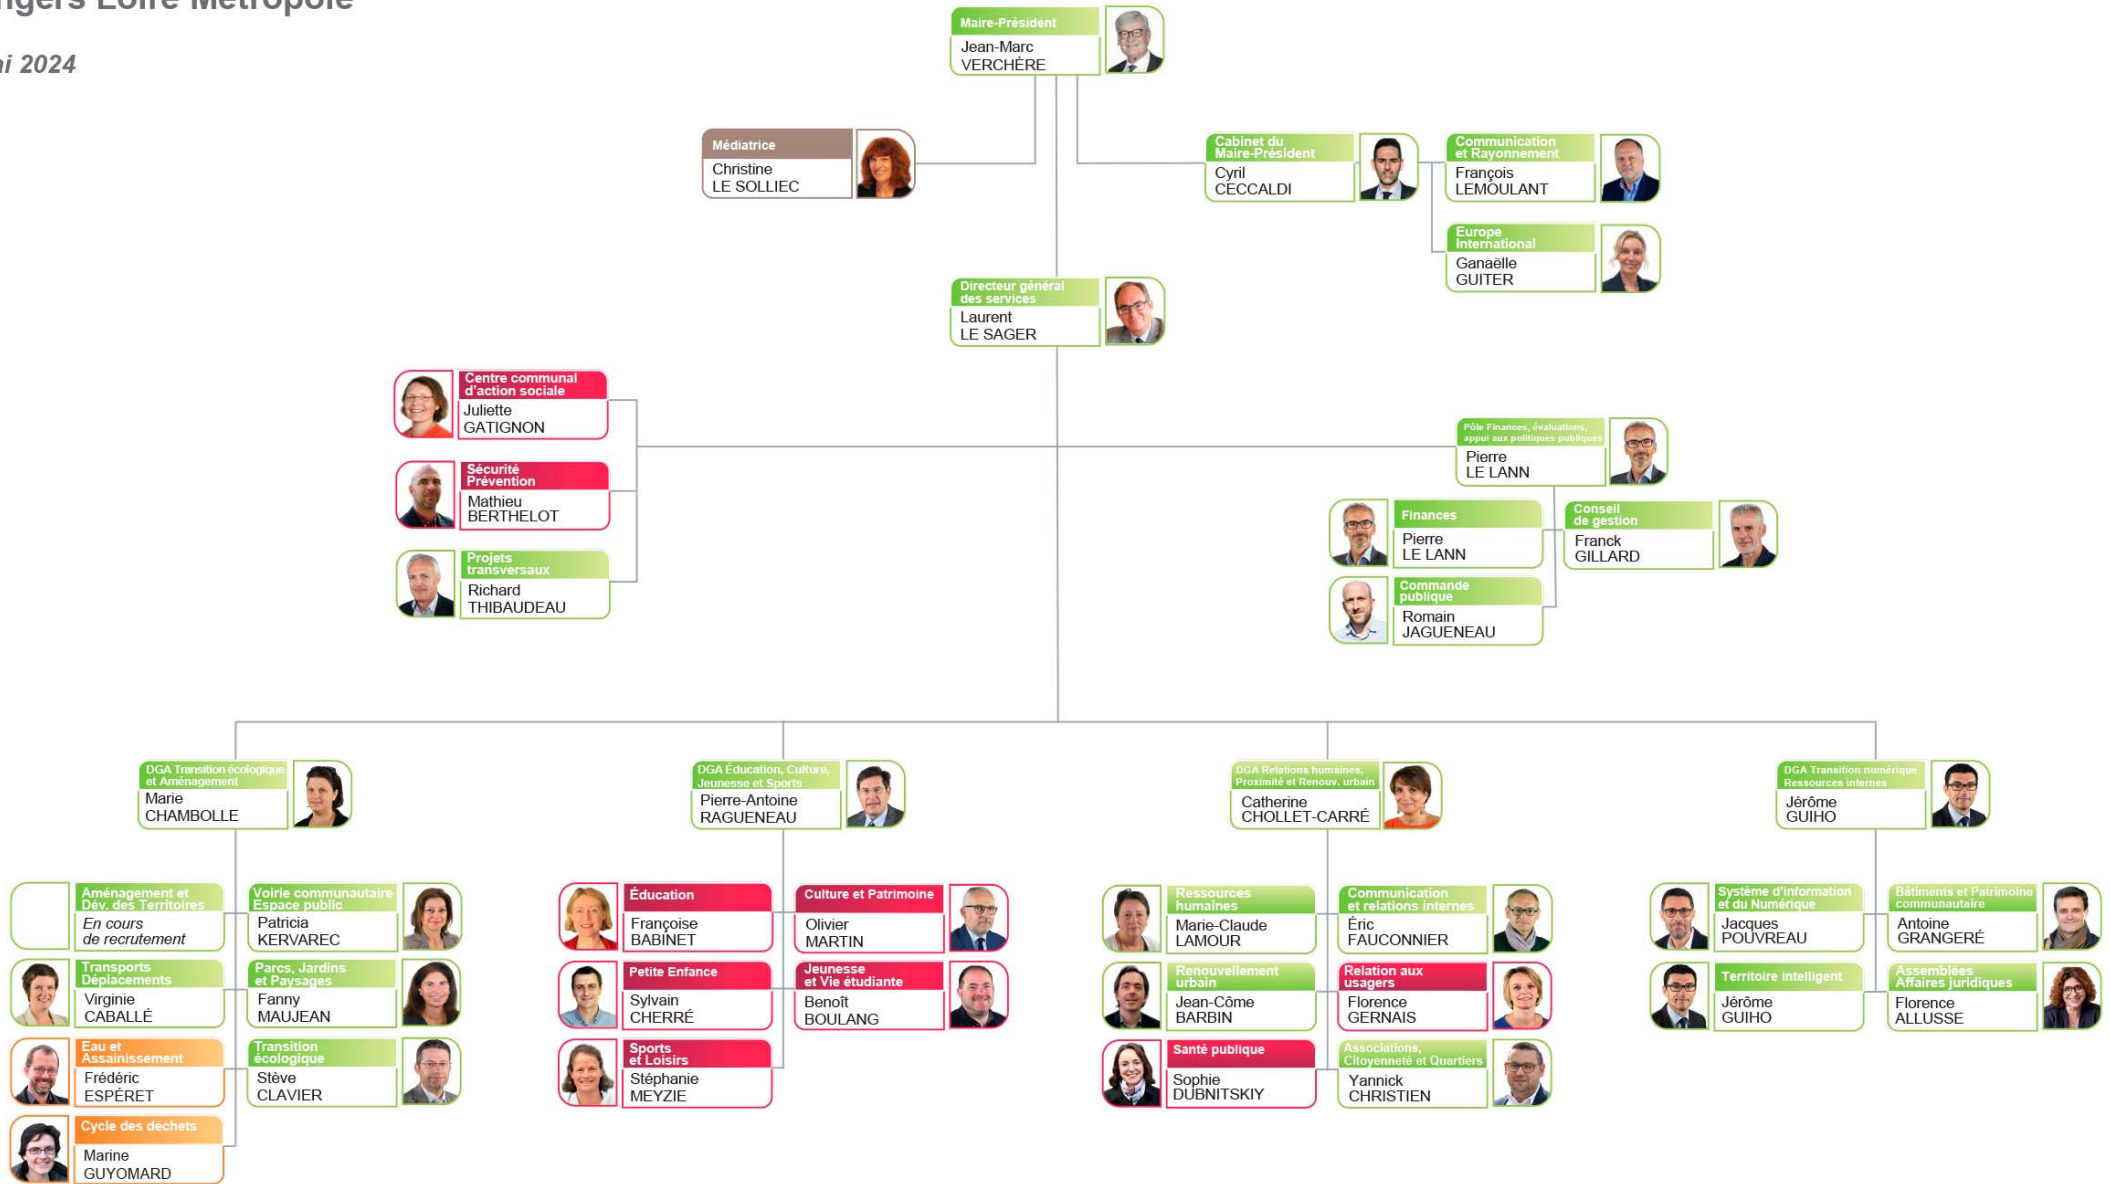 Loire Métropole
2024
Maire-Président
Jean-Marc
VERCHÈRE
Médiatrice
Christine
LE SOLLIEC
Cabinet du
Maire-Président
Cyril
CECCALDI
Communication
et Rayonnement
François
LEMOULANT
Europe
International
Ganaëlle
GUITER
Directeur général
des services
Laurent
LE SAGER
Centre communal
d'action sociale
Juliette
GATIGNON
Sécurité
Prévention
Mathieu
BERTHELOT
Projets
transversaux
Richard
THIBAUDEAU
Pôle Finances, évaluations,
appui aux politiques publiques
Pierre
LE LANN
Finances
Pierre
LE LANN
Conseil
de gestion
Franck
GILLARD
Commande
publique
Romain
JAGUENEAU
DGA Transition écologique
et Aménagement
Marie
CHAMBOLLE
DGA Éducation, Culture,
Jeunesse et Sports
Pierre-Antoine
RAGUENEAU
DGA Relations humaines,
Proximité et Renouv. urbain
Catherine
CHOLLET-CARRÉ
DGA Transition numérique
Ressources internes
Jérôme
GUIHO
Aménagement et
Dév. des Territoires
En cours
de recrutement
Voirie communautaire
Espace public
Patricia
KERVAREC
Transports
Déplacements
Virginie
CABALLÉ
Parcs, Jardins
et Paysages
Fanny
MAUJEAN
Eau et
Assainissement
Frédéric
ESPÉRET
Transition
écologique
Stève
CLAVIER
Cycle des déchets
Marine
GUYOMARD
Éducation
Françoise
BABINET
Culture et Patrimoine
Olivier
MARTIN
Petite Enfance
Sylvain
CHERRÉ
Jeunesse
et Vie étudiante
Benoît
BOULANG
Sports
et Loisirs
Stéphanie
MEYZIE
Ressources
humaines
Marie-Claude
LAMOUR
Communication
et relations internes
Éric
FAUCONNIER
Renouvellement
urbain
Jean-Côme
BARBIN
Relation aux
usagers
Florence
GERNAIS
Santé publique
Sophie
DUBNITSKIY
Associations,
Citoyenneté et Quartiers
Yannick
CHRISTIEN
Système d'information
et du Numérique
Jacques
POUVREAU
Bâtiments et Patrimoine
communautaire
Antoine
GRANGERÉ
Territoire intelligent
Jérôme
GUIHO
Assemblées
Affaires juridiques
Florence
ALLUSSE